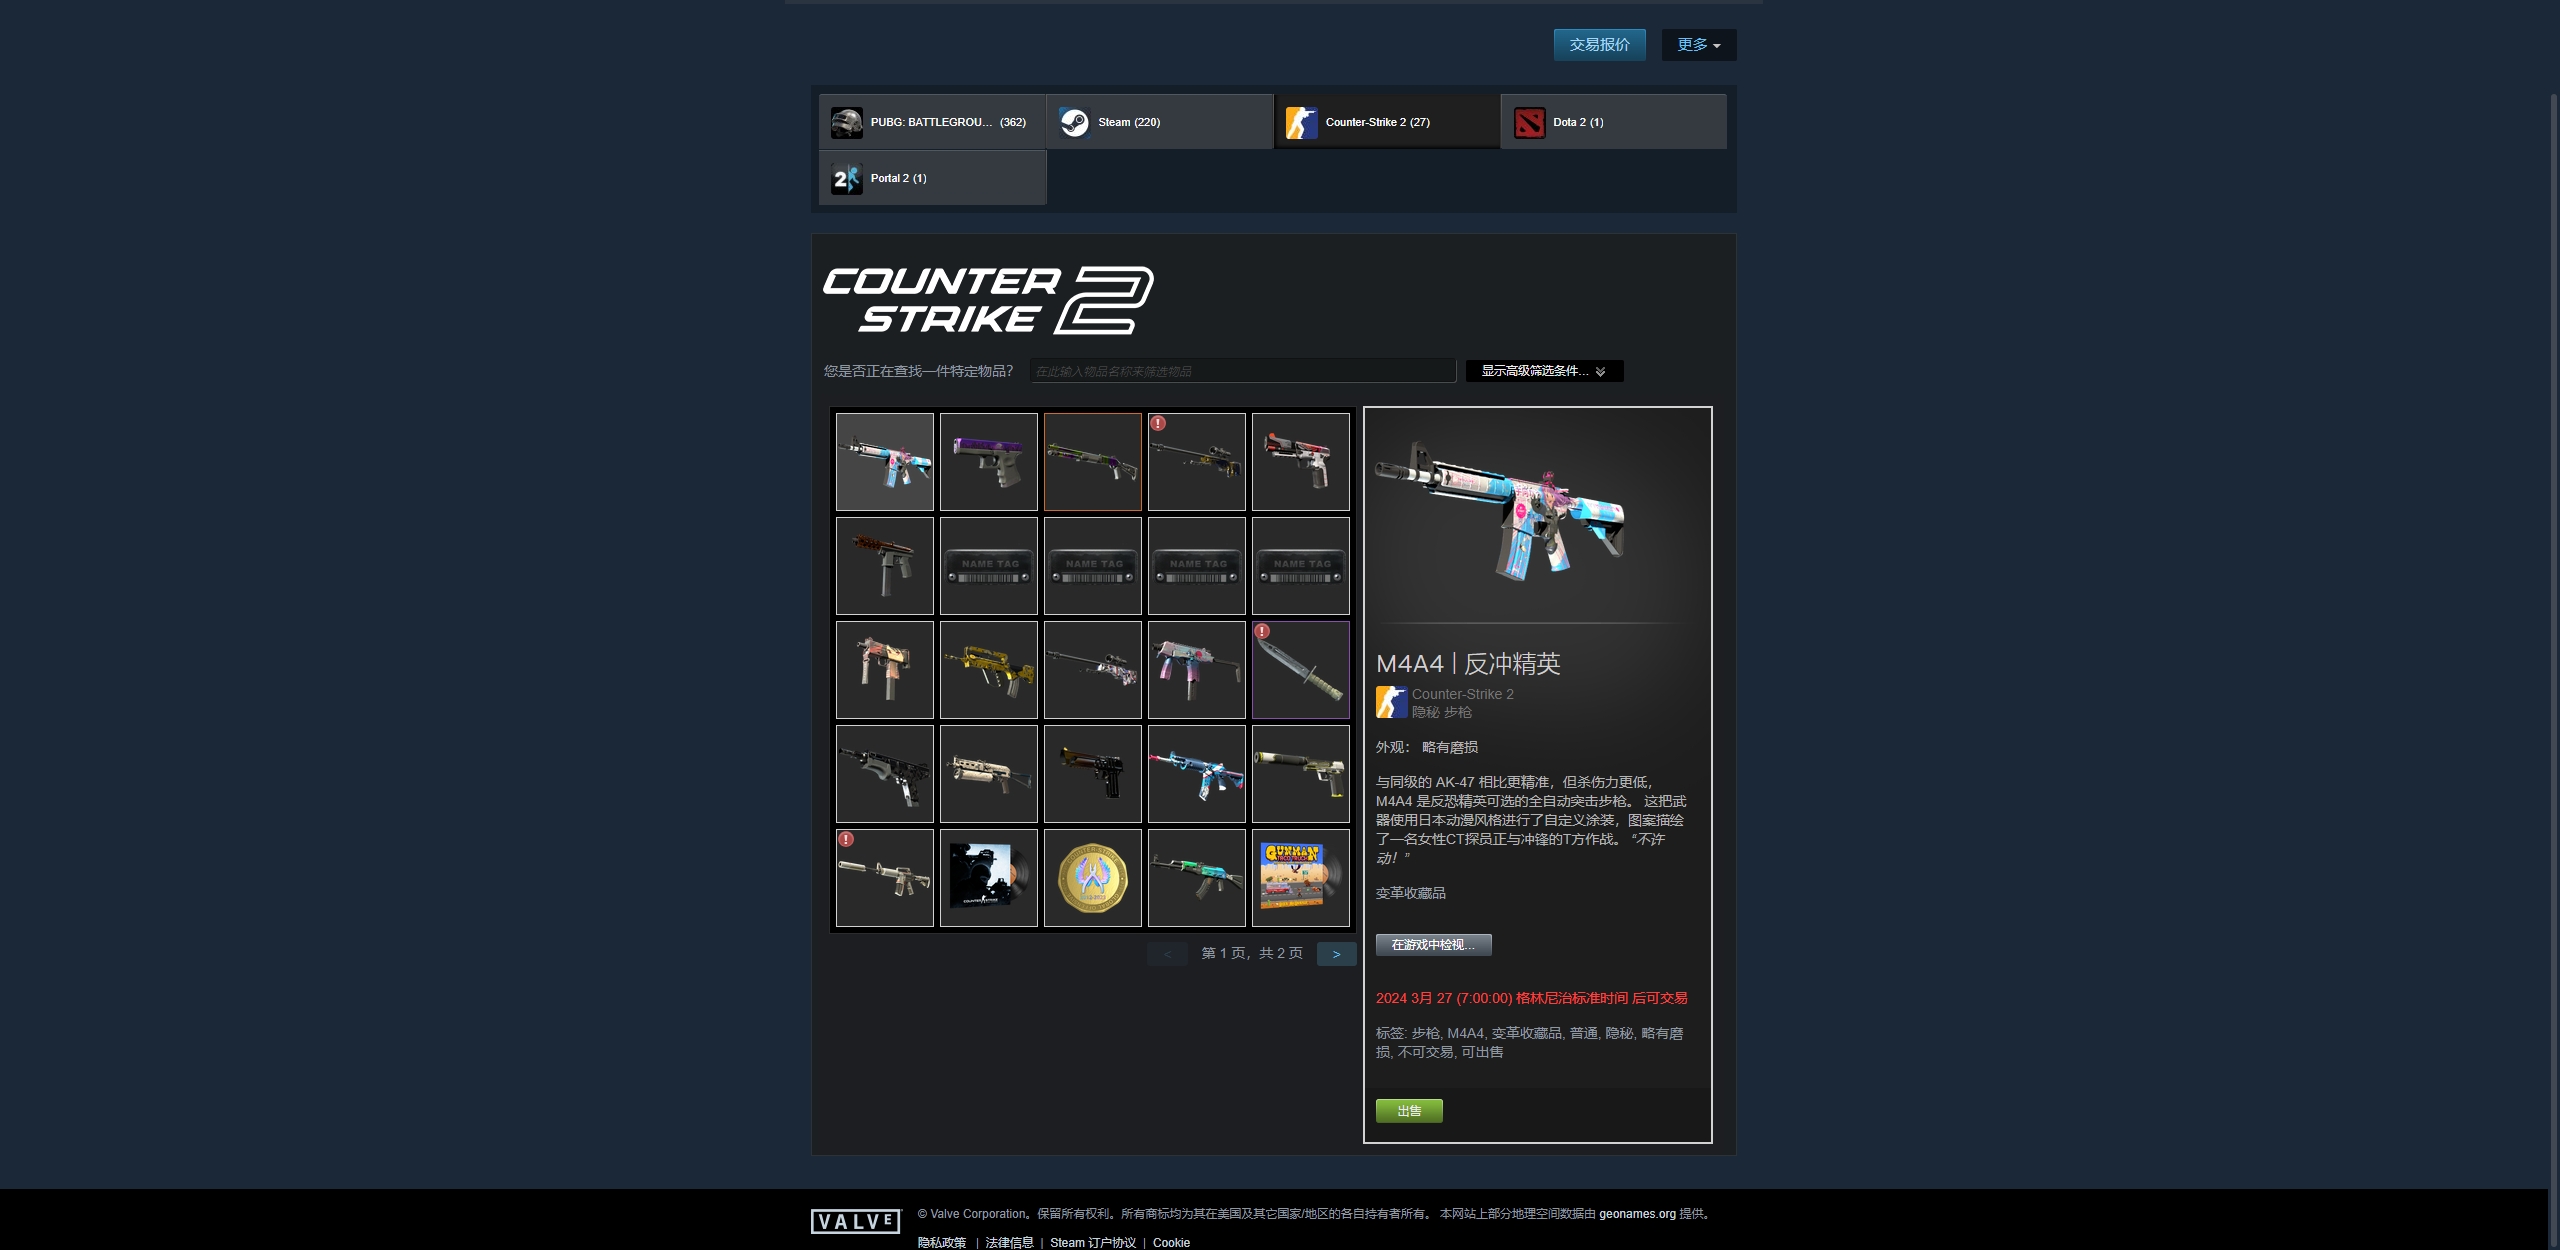 交易报价
更多
PUBG: BATTLEGROU... (362)
Steam (220)
Counter-Strike 2 (27)
Dota 2 (1)
Portal 2 (1)
COUNTER
STRIKE 2
您是否正在查找一件特定物品？
在此输入物品名称来筛选物品
显示高级筛选条件...
NAME TAG
NAME TAG
NAME TAG
NAME TAG
COUNTER STRIKE
GUNMAN
TACO TRUCK
< 第 1 页，共 2 页 >
M4A4 | 反冲精英
Counter-Strike 2
隐秘 步枪
外观： 略有磨损
与同级的 AK-47 相比更精准，但杀伤力更低，
M4A4 是反恐精英可选的全自动突击步枪。 这把武
器使用日本动漫风格进行了自定义涂装，图案描绘
了一名女性CT探员正与冲锋的T方作战。 “不许
动！”
变革收藏品
在游戏中检视...
2024 3月 27 (7:00:00) 格林尼治标准时间 后可交易
标签: 步枪, M4A4, 变革收藏品, 普通, 隐秘, 略有磨
损, 不可交易, 可出售
出售
VALVE
© Valve Corporation。保留所有权利。所有商标均为其在美国及其它国家/地区的各自持有者所有。 本网站上部分地理空间数据由 geonames.org 提供。
隐私政策 | 法律信息 | Steam 订户协议 | Cookie